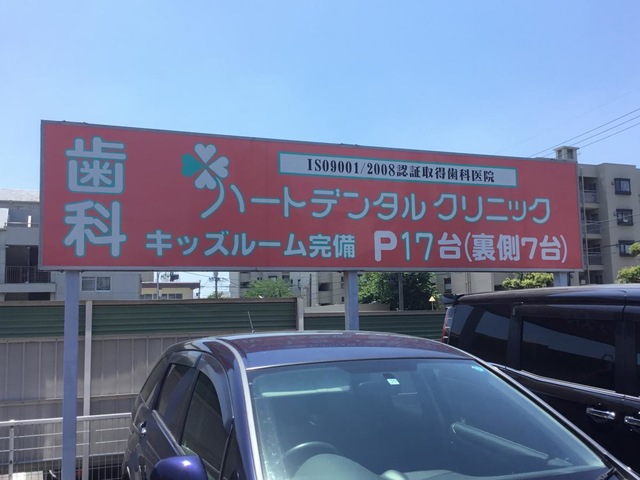 歯科
ISO9001/2008認証取得歯科医院
ハートデンタルクリニック
キッズルーム完備 P17台(裏側7台)